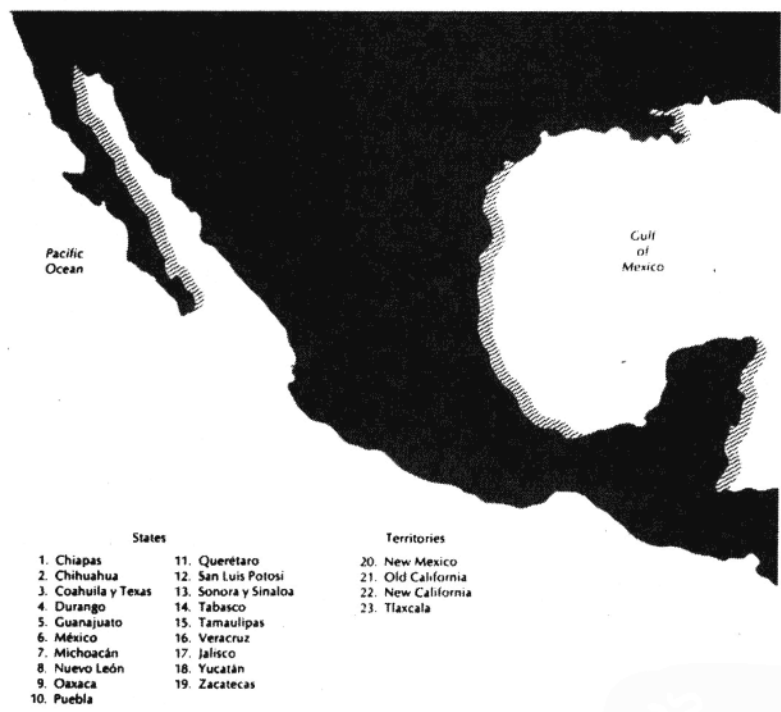 Pacific
Ocean
Gulf
of
Mexico
States
1. Chiapas
2. Chihuahua
3. Coahuila y Texas
4. Durango
5. Guanajuato
6. México
7. Michoacán
8. Nuevo León
9. Oaxaca
10. Puebla
11. Querétaro
12. San Luis Potosí
13. Sonora y Sinaloa
14. Tabasco
15. Tamaulipas
16. Veracruz
17. Jalisco
18. Yucatán
19. Zacatecas
Territories
20. New Mexico
21. Old California
22. New California
23. Tlaxcala